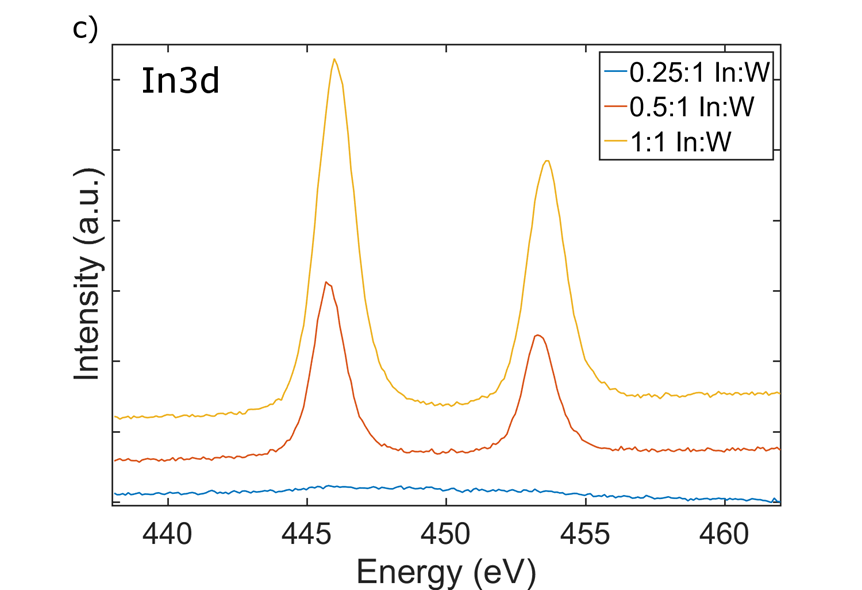 c)
In3d
0.25:1 In:W
0.5:1 In:W
1:1 In:W
Intensity (a.u.)
440 445 450 455 460
Energy (eV)